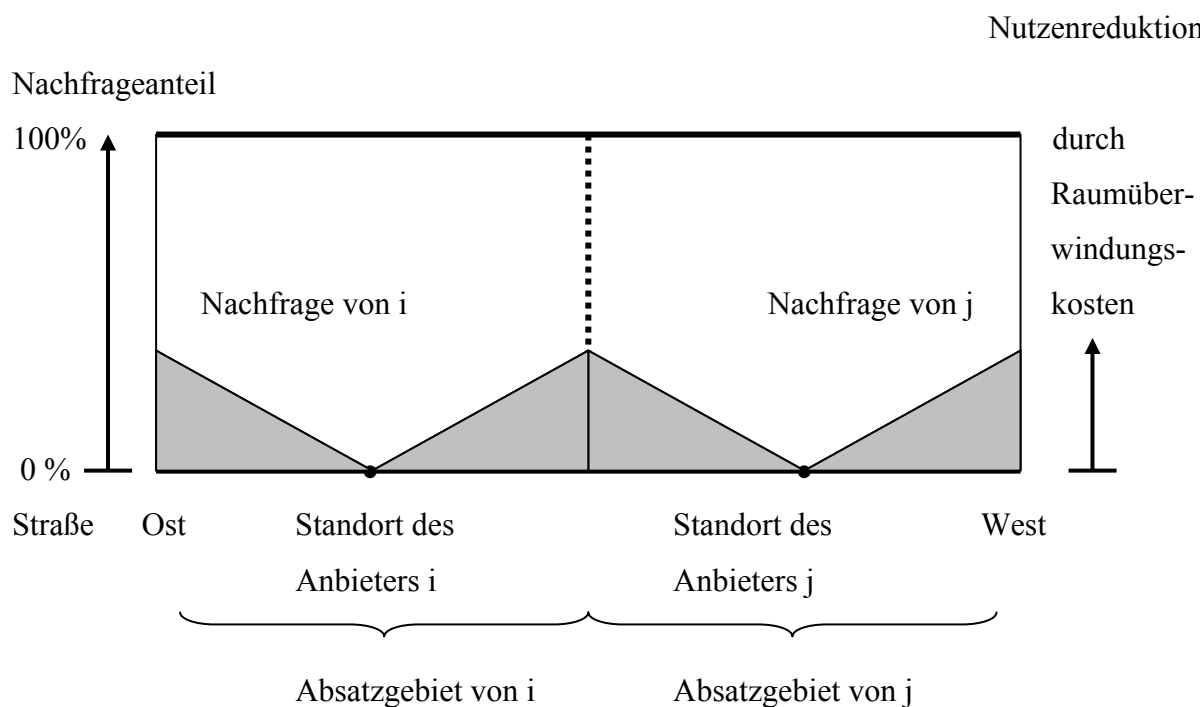 Nutzenreduktion
Nachfrageanteil
100%
durch
Raumüber-
windungs-
kosten
Nachfrage von i
Nachfrage von j
0 %
Straße Ost Standort des Anbieters i Standort des Anbieters j West
Absatzgebiet von i
Absatzgebiet von j